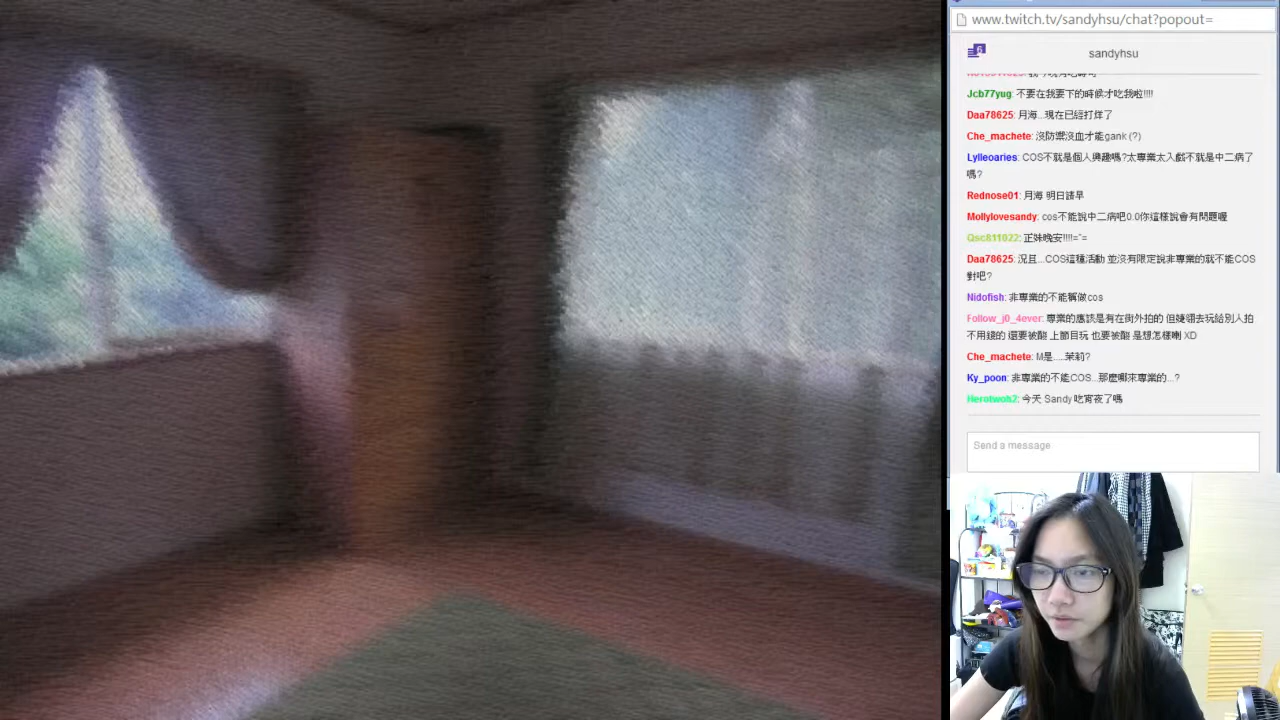 www.twitch.tv/sandyhsu/chat?popout=
6
sandyhsu
Jcb77yug: 不要在我要下的時候才吃我啦!!!!
Daa78625: 月海...現在已經打烊了
Che_machete: 沒防禦沒血才能gank (?)
Lylleoaries: COS不就是個人興趣嗎?太專業太入戲不就是中二病了
嗎?
Rednose01: 月海 明日請早
Mollylovesandy: cos不能說中二病吧0.0你這樣說會有問題喔
Qsc811022: 正妹晚安!!!!=ˇ=
Daa78625: 況且...COS這種活動 並沒有限定說非專業的就不能COS
對吧?
Nidofish: 非專業的不能稱做cos
Follow_j0_4ever: 專業的應該是有在街外拍的 但婕翎去玩給別人拍
不用錢的 還要被酸 上節目玩 也要被酸 是想怎樣喇 XD
Che_machete: M是.....茉莉?
Ky_poon: 非專業的不能COS...那麼哪來專業的...?
Herotwoh2: 今天 Sandy 吃宵夜了嗎
Send a message